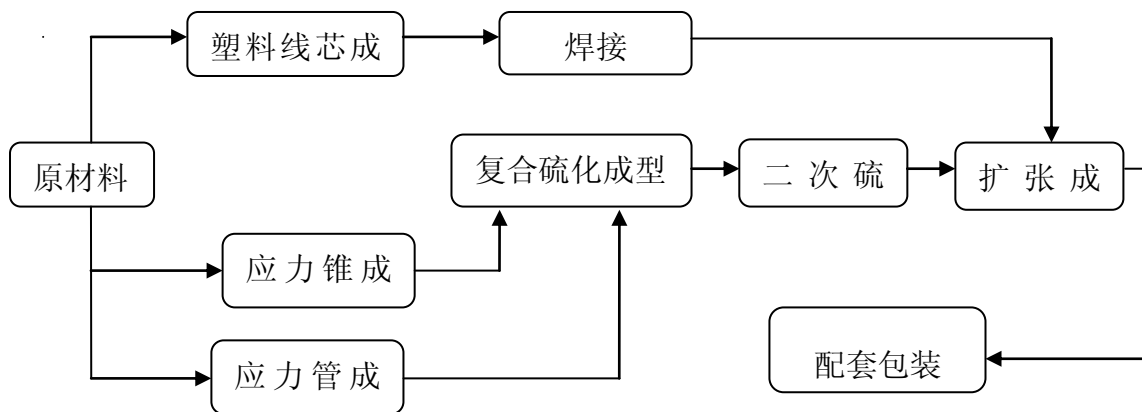 塑料线芯成
焊接
原材料
复合硫化成型
二次硫
扩张成
应力锥成
应力管成
配套包装